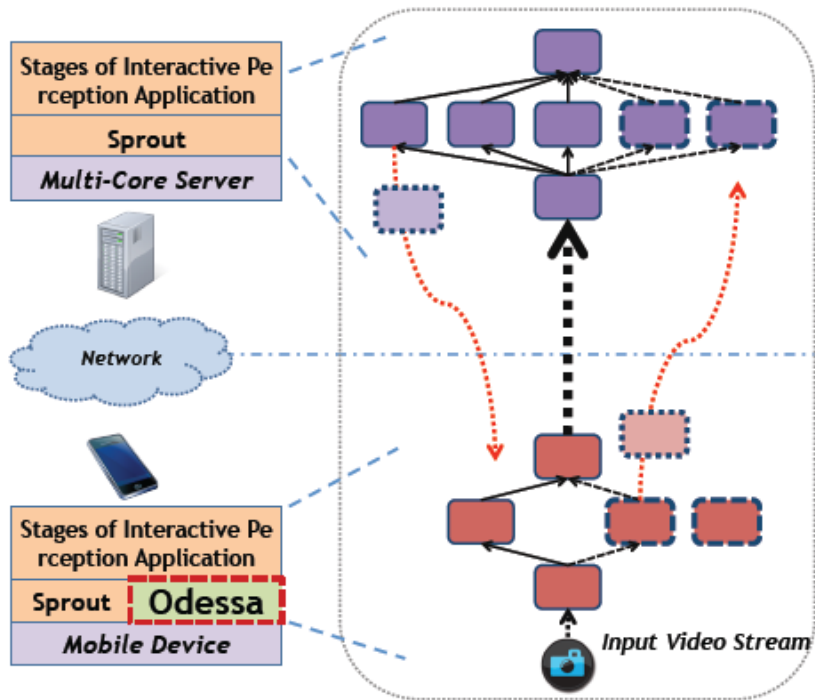 Stages of Interactive Pe
rception Application
Sprout
Multi-Core Server
Network
Stages of Interactive Pe
rception Application
Sprout Odessa
Mobile Device
Input Video Stream